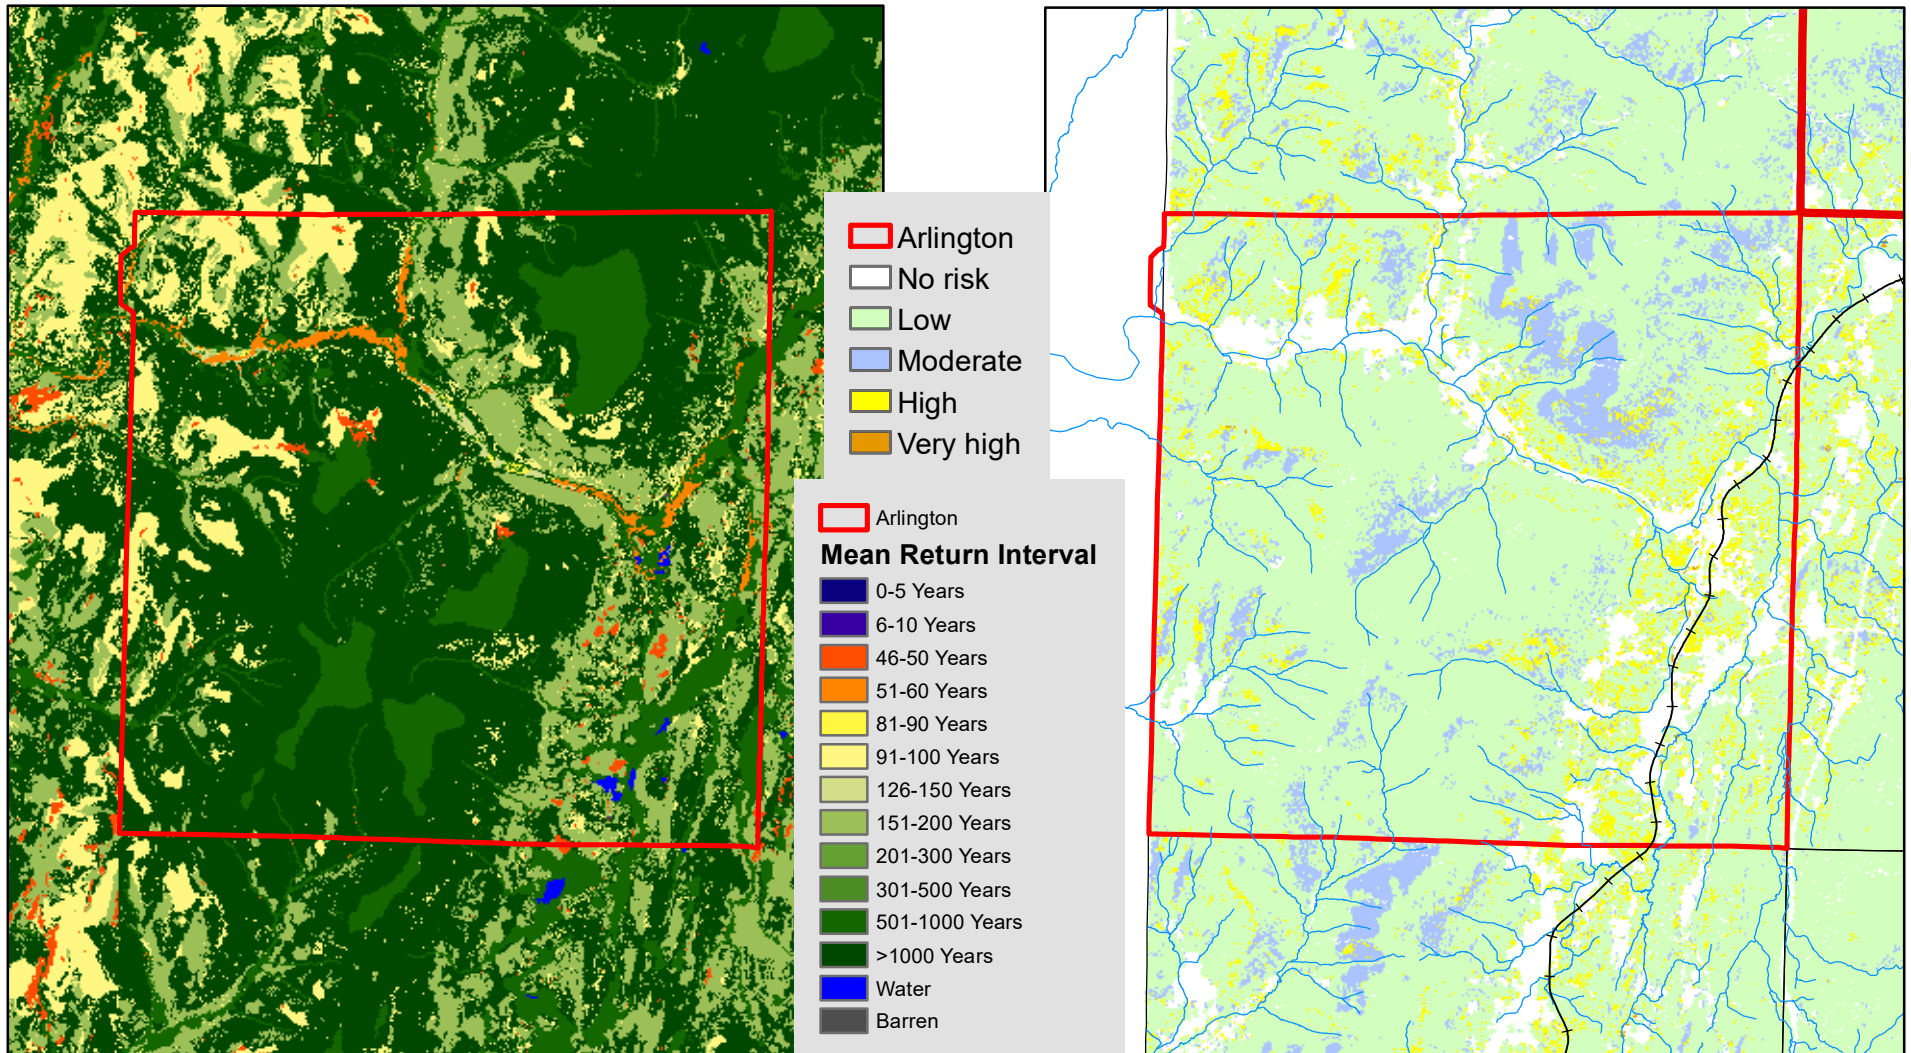 Arlington
No risk
Low
Moderate
High
Very high
Arlington
Mean Return Interval
0-5 Years
6-10 Years
46-50 Years
51-60 Years
81-90 Years
91-100 Years
126-150 Years
151-200 Years
201-300 Years
301-500 Years
501-1000 Years
>1000 Years
Water
Barren